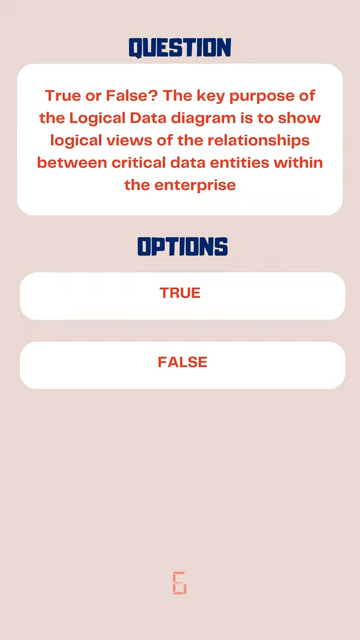 QUESTION
True or False? The key purpose of
the Logical Data diagram is to show
logical views of the relationships
between critical data entities within
the enterprise
OPTIONS
TRUE
FALSE
6